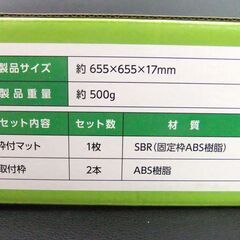 製品サイズ 約 655×655×17mm
製品重量 約 500g
セット内容 セット数 材質
枠付マット 1枚 SBR(固定枠ABS樹脂)
取付枠 2本 ABS樹脂